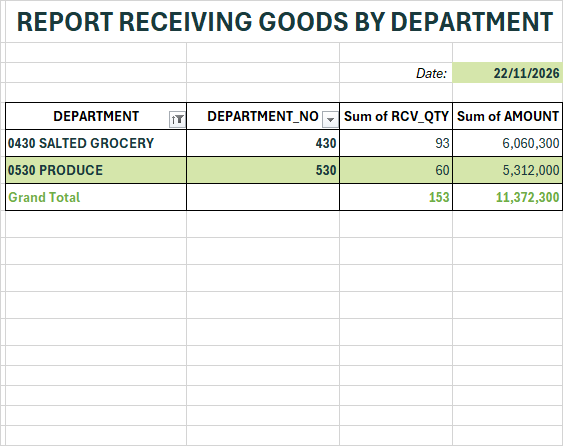 REPORT RECEIVING GOODS BY DEPARTMENT
Date: 22/11/2026
DEPARTMENT DEPARTMENT_NO Sum of RCV_QTY Sum of AMOUNT
0430 SALTED GROCERY 430 93 6,060,300
0530 PRODUCE 530 60 5,312,000
Grand Total 153 11,372,300